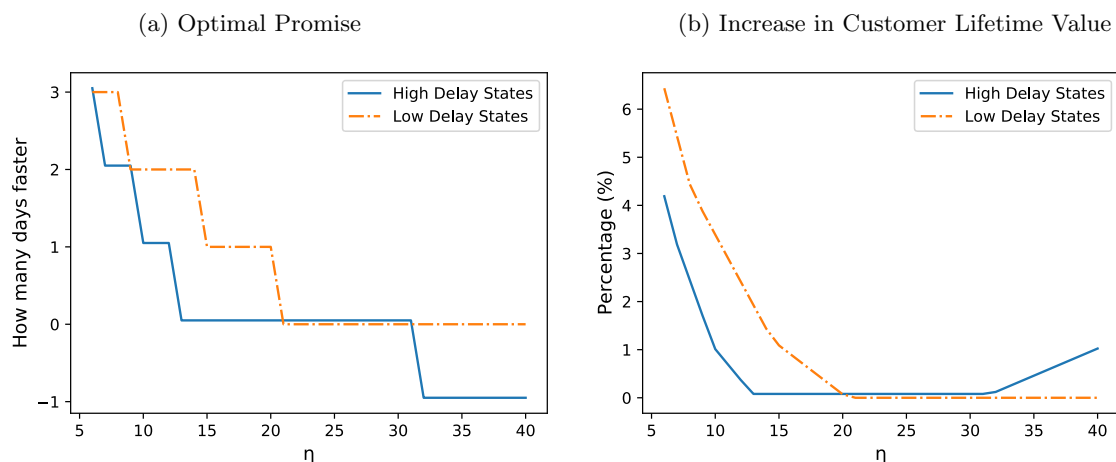 (a) Optimal Promise
(b) Increase in Customer Lifetime Value
How many days faster
3
2
1
0
−1
5 10 15 20 25 30 35 40
η
High Delay States
Low Delay States
Percentage (%)
6
5
4
3
2
1
0
5 10 15 20 25 30 35 40
η
High Delay States
Low Delay States